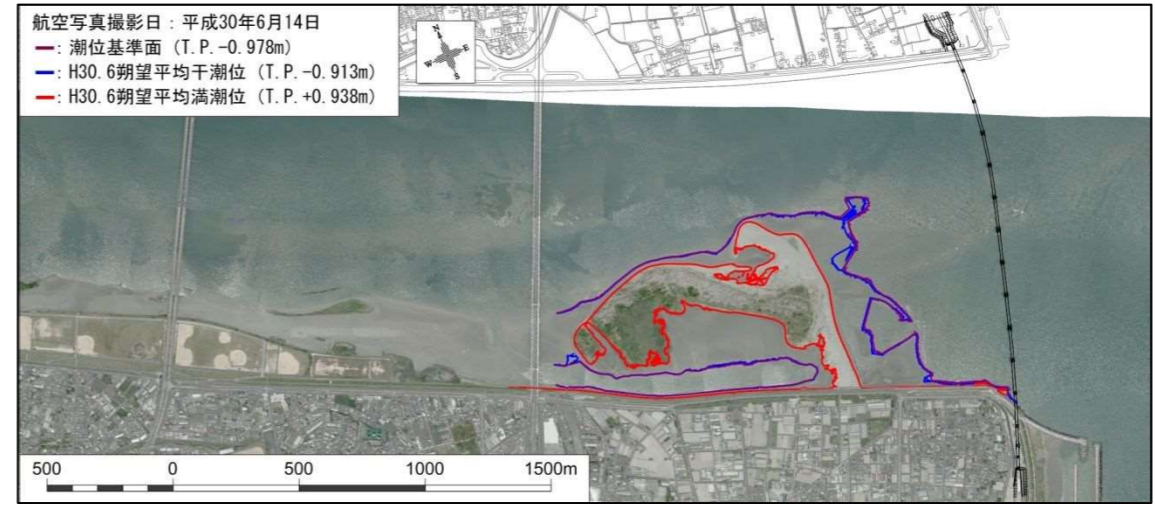 航空写真撮影日：平成30年6月14日
━：潮位基準面（T.P.-0.978m）
━：H30.6朔望平均干潮位（T.P.-0.913m）
━：H30.6朔望平均満潮位（T.P.+0.938m）
N
E
W
S
500 0 500 1000 1500m